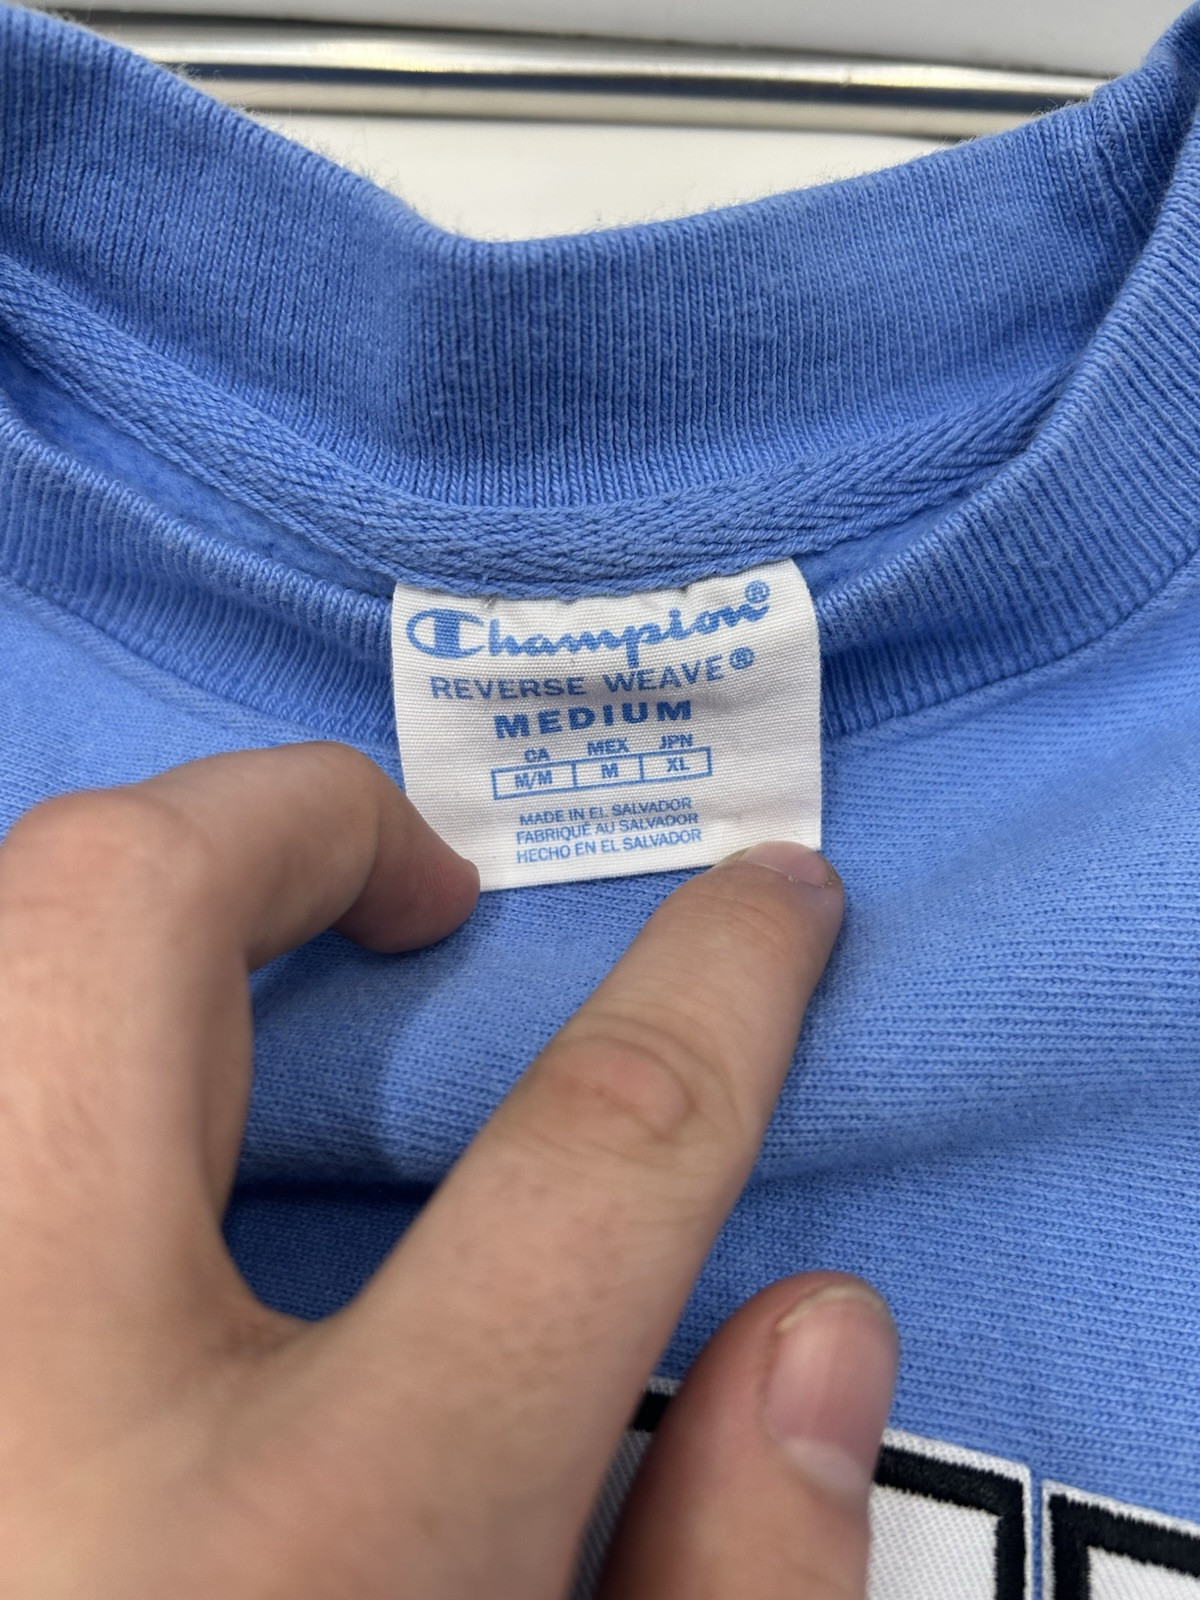 Champion®
REVERSE WEAVE®
MEDIUM
CA MEX JPN
M/M M XL
MADE IN EL SALVADOR
FABRIQUÉ AU SALVADOR
HECHO EN EL SALVADOR